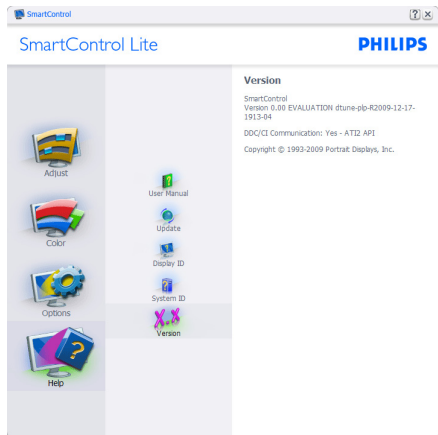 SmartControl
SmartControl Lite
PHILIPS
Adjust
Color
Options
Help
User Manual
Update
Display ID
System ID
X.X
Version
Version
SmartControl
Version 0.00 EVALUATION dtune-plp-R2009-12-17-
1913-04
DDC/CI Communication: Yes - ATI2 API
Copyright © 1993-2009 Portrait Displays, Inc.